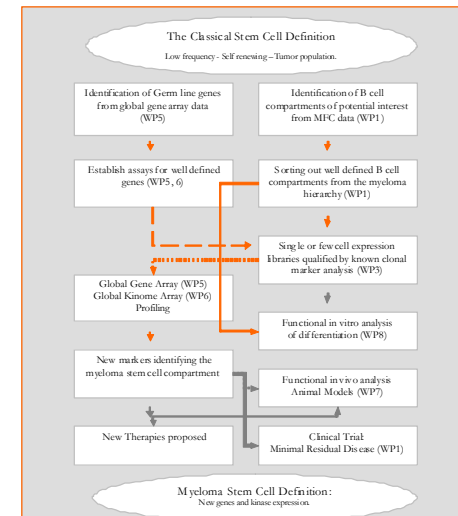 The Classical Stem Cell Definition
Low frequency - Self renewing – Tumor population.
Identification of Germ line genes
from global gene array data
(WP5)
Identification of B cell
compartments of potential interest
from MFC data (WP1)
Establish assays for well defined
genes (WP5 , 6)
Sorting out well defined B cell
compartments from the myeloma
hierarchy
(WP1)
Single or few cell expression
libraries qualified by known clonal
marker analysis (WP3)
Global Gene Array (WP5)
Global Kinome Array (WP6)
Profiling
Functional in vitro analysis
of differentiation (WP8)
New markers identifying the
myeloma stem cell compartment
Functional in vivo analysis
Animal Models (WP7)
New Therapies proposed
Clinical Trial:
Minimal Residual Disease (WP1)
Myeloma Stem Cell Definition:
New genes and kinase expression.